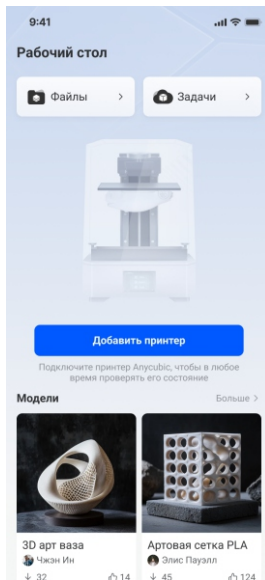 9:41
Рабочий стол
Файлы
Задачи
Добавить принтер
Подключите принтер Anycubic, чтобы в любое
время проверять его состояние
Модели
Больше
3D арт ваза
Артовая сетка PLA
Чжэн Ин
Элис Пауэлл
32
14
45
124